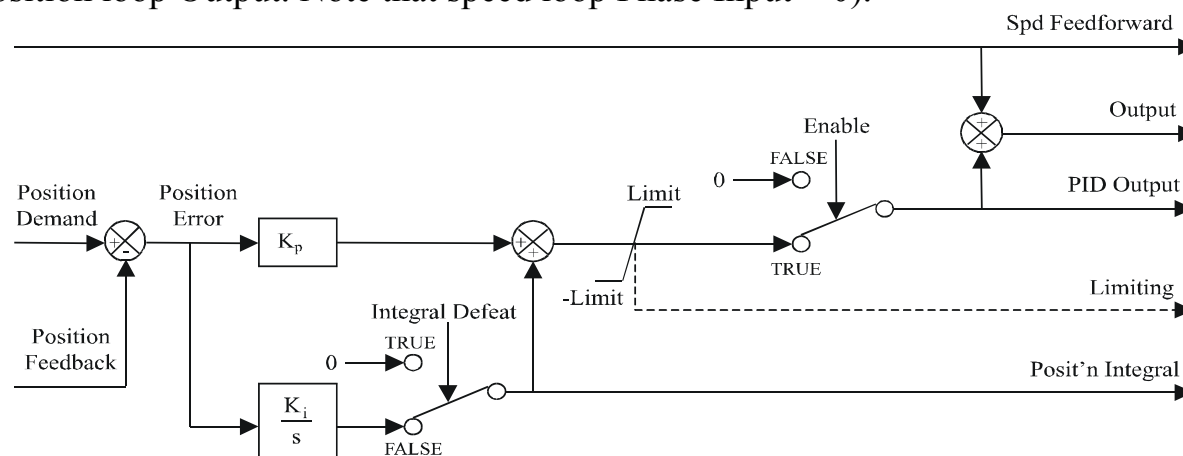 osition loop Output. Note that speed loop Phase Input = 0).
Spd Feedforward
+
+
Output
Enable
FALSE
0
PID Output
Position
Demand
Position
Error
Limit
+
-
Kp
+
+
TRUE
-Limit
Limiting
Integral Defeat
Position
Feedback
TRUE
0
Posit'n Integral
Ki
s
FALSE